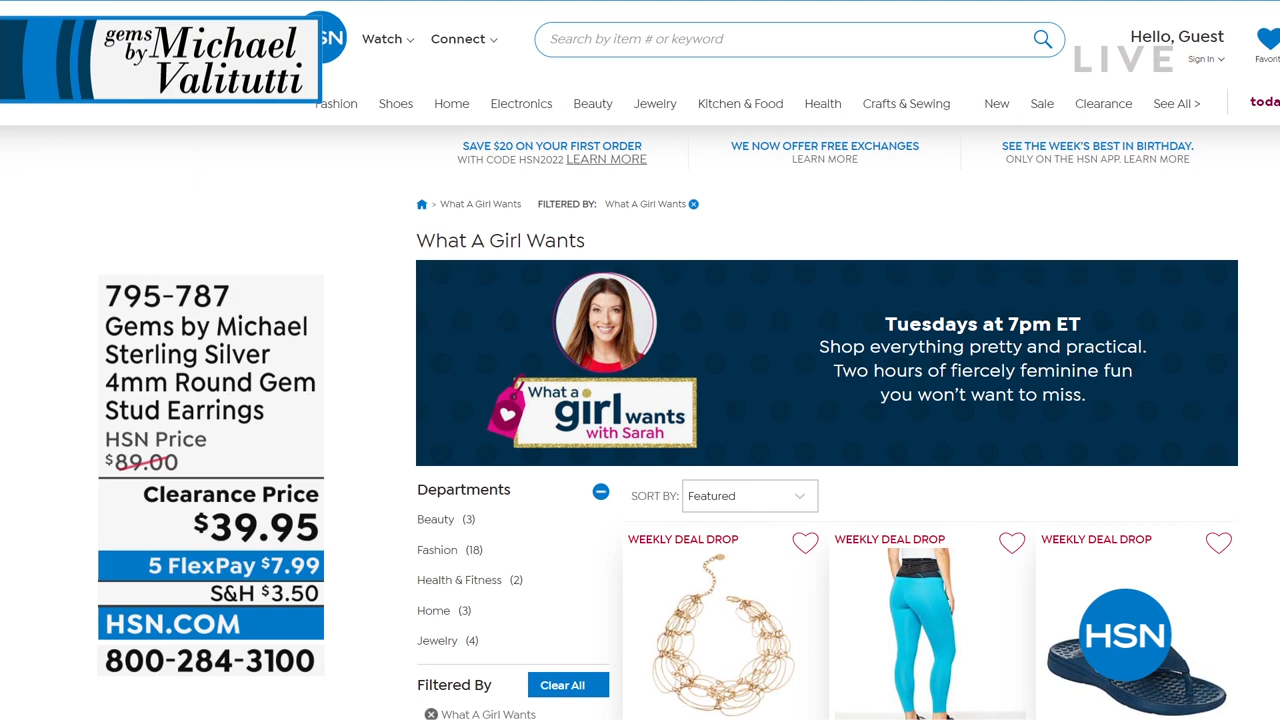 gems
by Michael
Valitutti
SN
Watch
Connect
Search by item # or keyword
Hello, Guest
LIVE
Sign In
Favorit
Fashion
Shoes
Home
Electronics
Beauty
Jewelry
Kitchen & Food
Health
Crafts & Sewing
New
Sale
Clearance
See All >
toda
SAVE $20 ON YOUR FIRST ORDER
WITH CODE HSN2022 LEARN MORE
WE NOW OFFER FREE EXCHANGES
LEARN MORE
SEE THE WEEK'S BEST IN BIRTHDAY.
ONLY ON THE HSN APP. LEARN MORE
> What A Girl Wants
FILTERED BY: What A Girl Wants
What A Girl Wants
What a
girl wants
with Sarah
Tuesdays at 7pm ET
Shop everything pretty and practical.
Two hours of fiercely feminine fun
you won't want to miss.
795-787
Gems by Michael
Sterling Silver
4mm Round Gem
Stud Earrings
HSN Price
$89.00
Clearance Price
$39.95
5 FlexPay $7.99
S&H $3.50
HSN.COM
800-284-3100
Departments
Beauty (3)
Fashion (18)
Health & Fitness (2)
Home (3)
Jewelry (4)
Filtered By
Clear All
What A Girl Wants
SORT BY: Featured
WEEKLY DEAL DROP
WEEKLY DEAL DROP
WEEKLY DEAL DROP
HSN